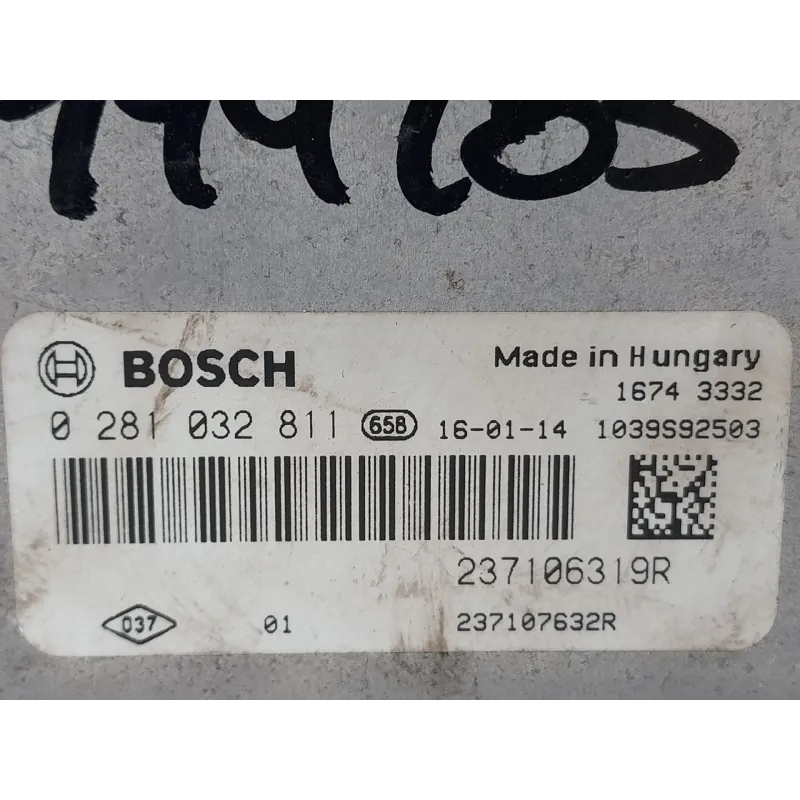 BOSCH
Made in Hungary
1674 3332
0 281 032 811 65B 16-01-14 1039S92503
237106319R
037 01 237107632R